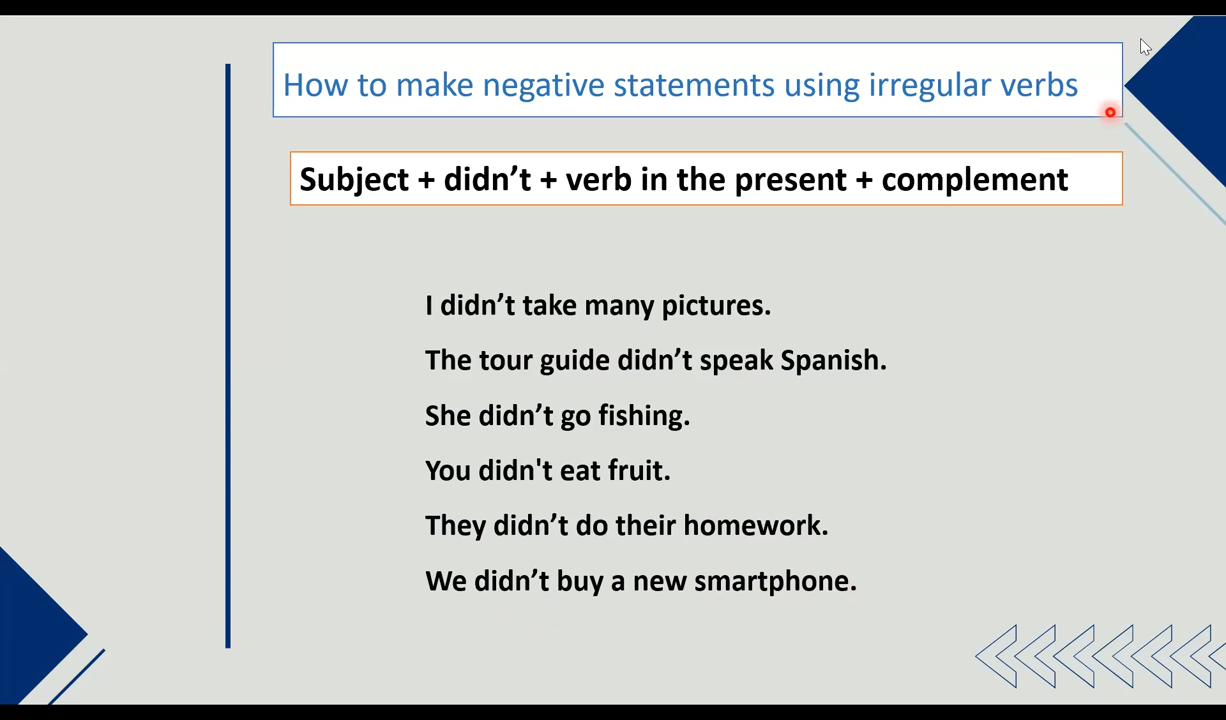 How to make negative statements using irregular verbs
Subject + didn’t + verb in the present + complement
I didn’t take many pictures.
The tour guide didn’t speak Spanish.
She didn’t go fishing.
You didn't eat fruit.
They didn’t do their homework.
We didn’t buy a new smartphone.